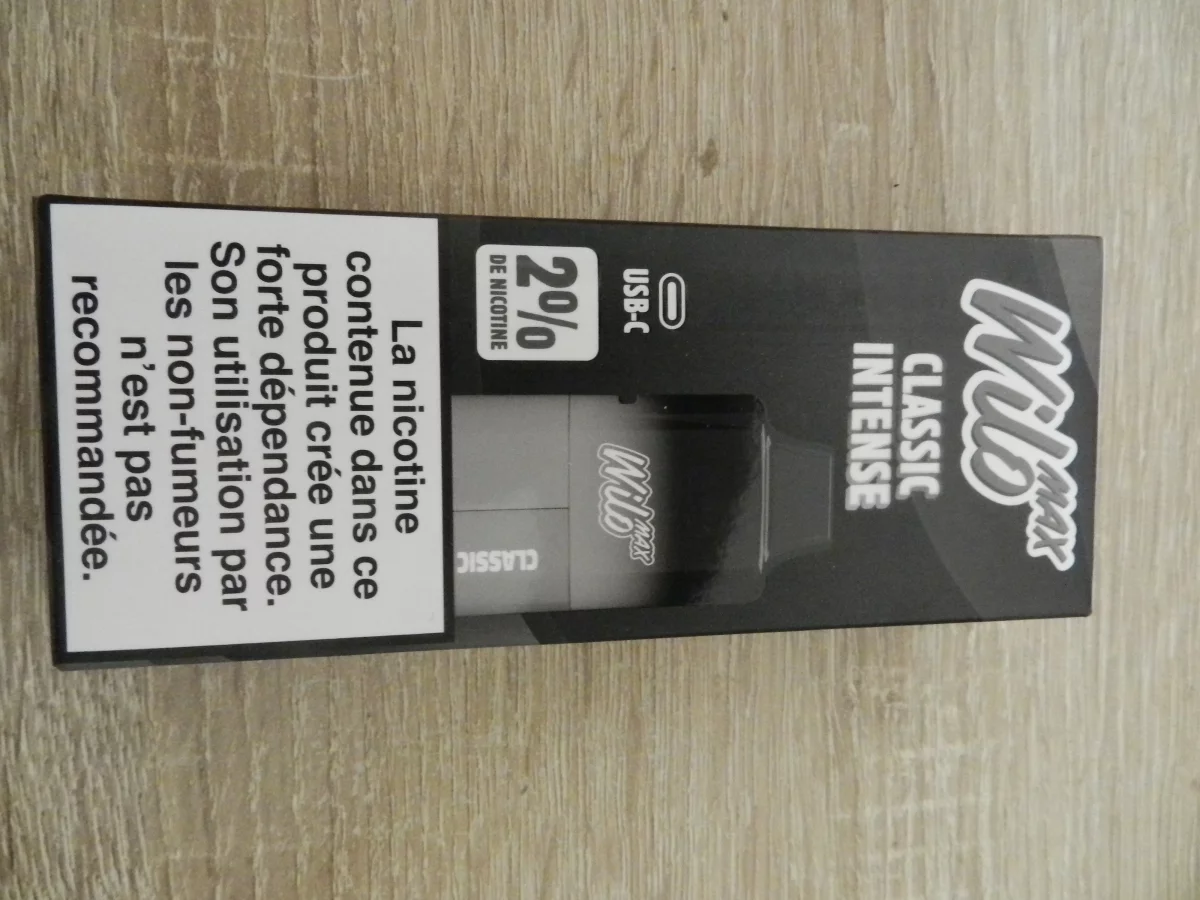 Wilo MAX
CLASSIC
INTENSE
USB-C
2%
DE NICOTINE
Wilo MAX
CLASSIC
La nicotine
contenue dans ce
produit crée une
forte dépendance.
Son utilisation par
les non-fumeurs
n'est pas
recommandée.